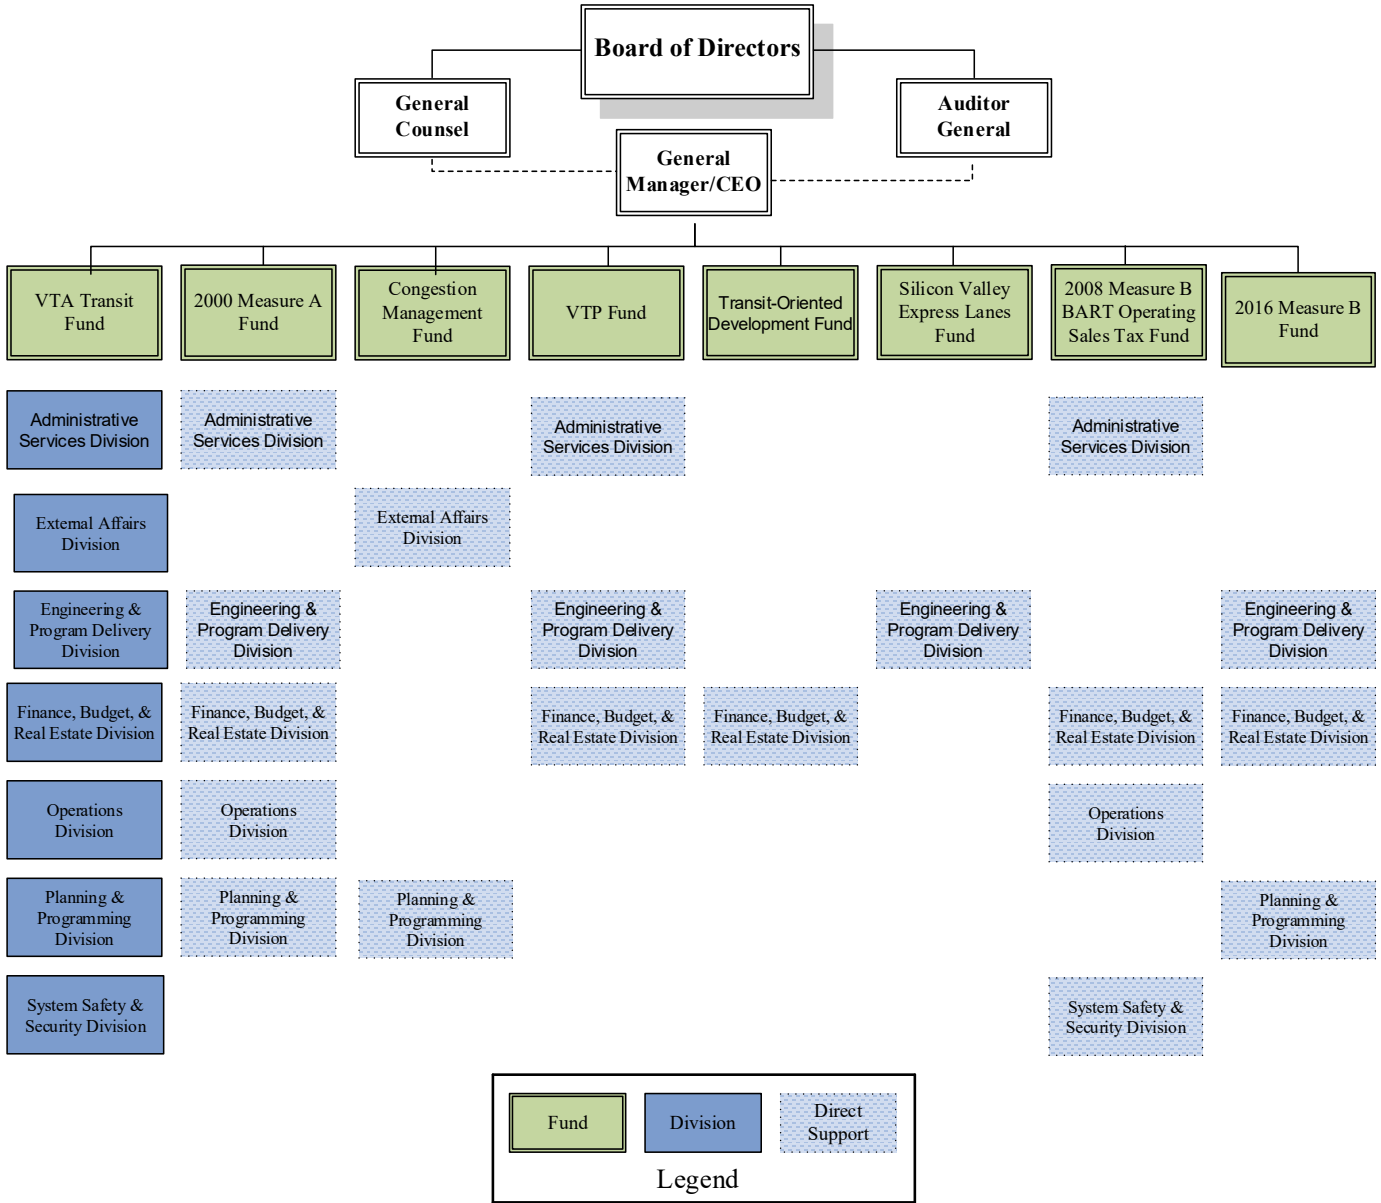 Board of Directors
General
Counsel
Auditor
General
General
Manager/CEO
VTA Transit
Fund
2000 Measure A
Fund
Congestion
Management
Fund
VTP Fund
Transit-Oriented
Development Fund
Silicon Valley
Express Lanes
Fund
2008 Measure B
BART Operating
Sales Tax Fund
2016 Measure B
Fund
Administrative
Services Division
Administrative
Services Division
Administrative
Services Division
Administrative
Services Division
External Affairs
Division
External Affairs
Division
Engineering &
Program Delivery
Division
Engineering &
Program Delivery
Division
Engineering &
Program Delivery
Division
Engineering &
Program Delivery
Division
Engineering &
Program Delivery
Division
Finance, Budget, &
Real Estate Division
Finance, Budget, &
Real Estate Division
Finance, Budget, &
Real Estate Division
Finance, Budget, &
Real Estate Division
Finance, Budget, &
Real Estate Division
Finance, Budget, &
Real Estate Division
Operations
Division
Operations
Division
Operations
Division
Planning &
Programming
Division
Planning &
Programming
Division
Planning &
Programming
Division
Planning &
Programming
Division
System Safety &
Security Division
System Safety &
Security Division
Fund
Division
Direct
Support
Legend